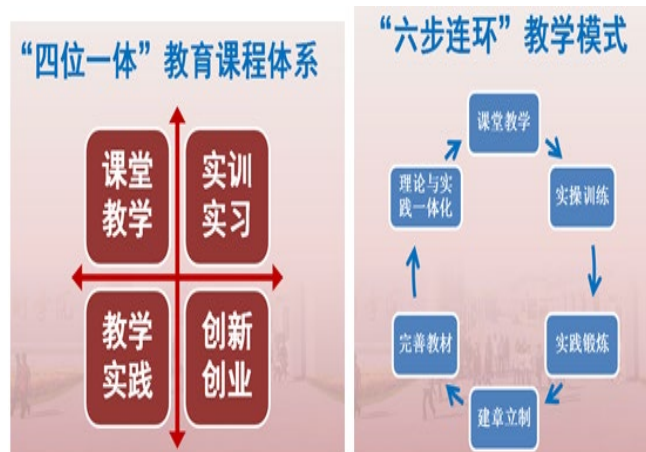 “四位一体”教育课程体系
课堂
教学
实训
实习
教学
实践
创新
创业
“六步连环”教学模式
课堂教学
实操训练
实践锻炼
建章立制
完善教材
理论与实
践一体化